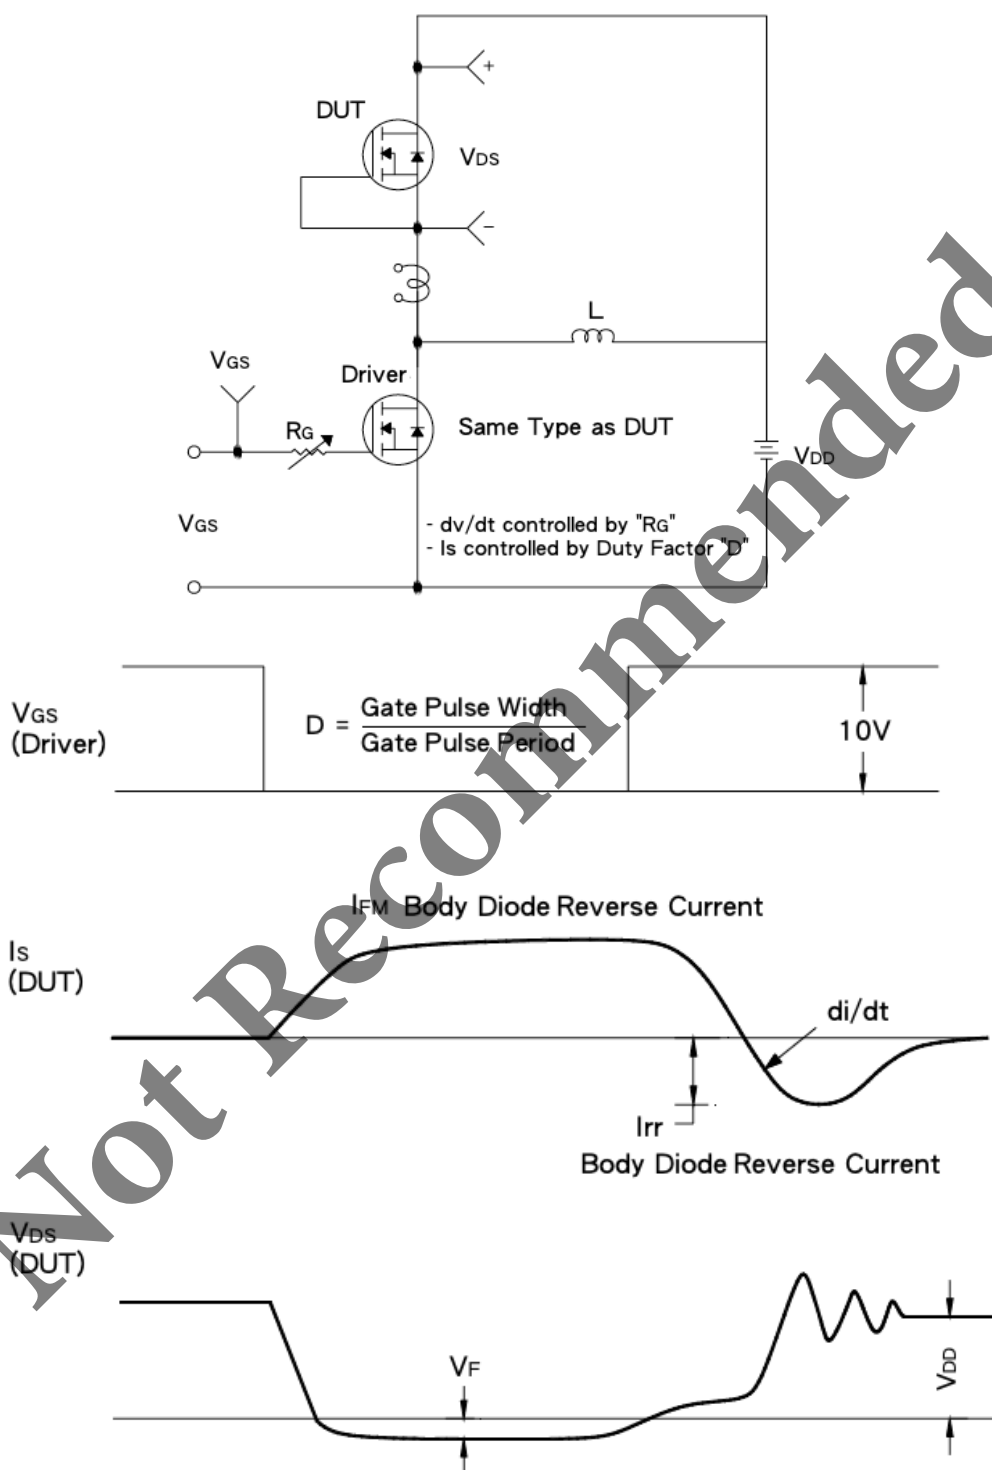 +
DUT
VDS
−
L
VGS
Driver
RG
Same Type as DUT
VDD
VGS
- dv/dt controlled by "RG"
- Is controlled by Duty Factor "D"
VGS
(Driver)
D = Gate Pulse Width
Gate Pulse Period
10V
IFM Body Diode Reverse Current
Is
(DUT)
di/dt
Irr
Body Diode Reverse Current
VDS
(DUT)
VF
VDD
Not Recommended